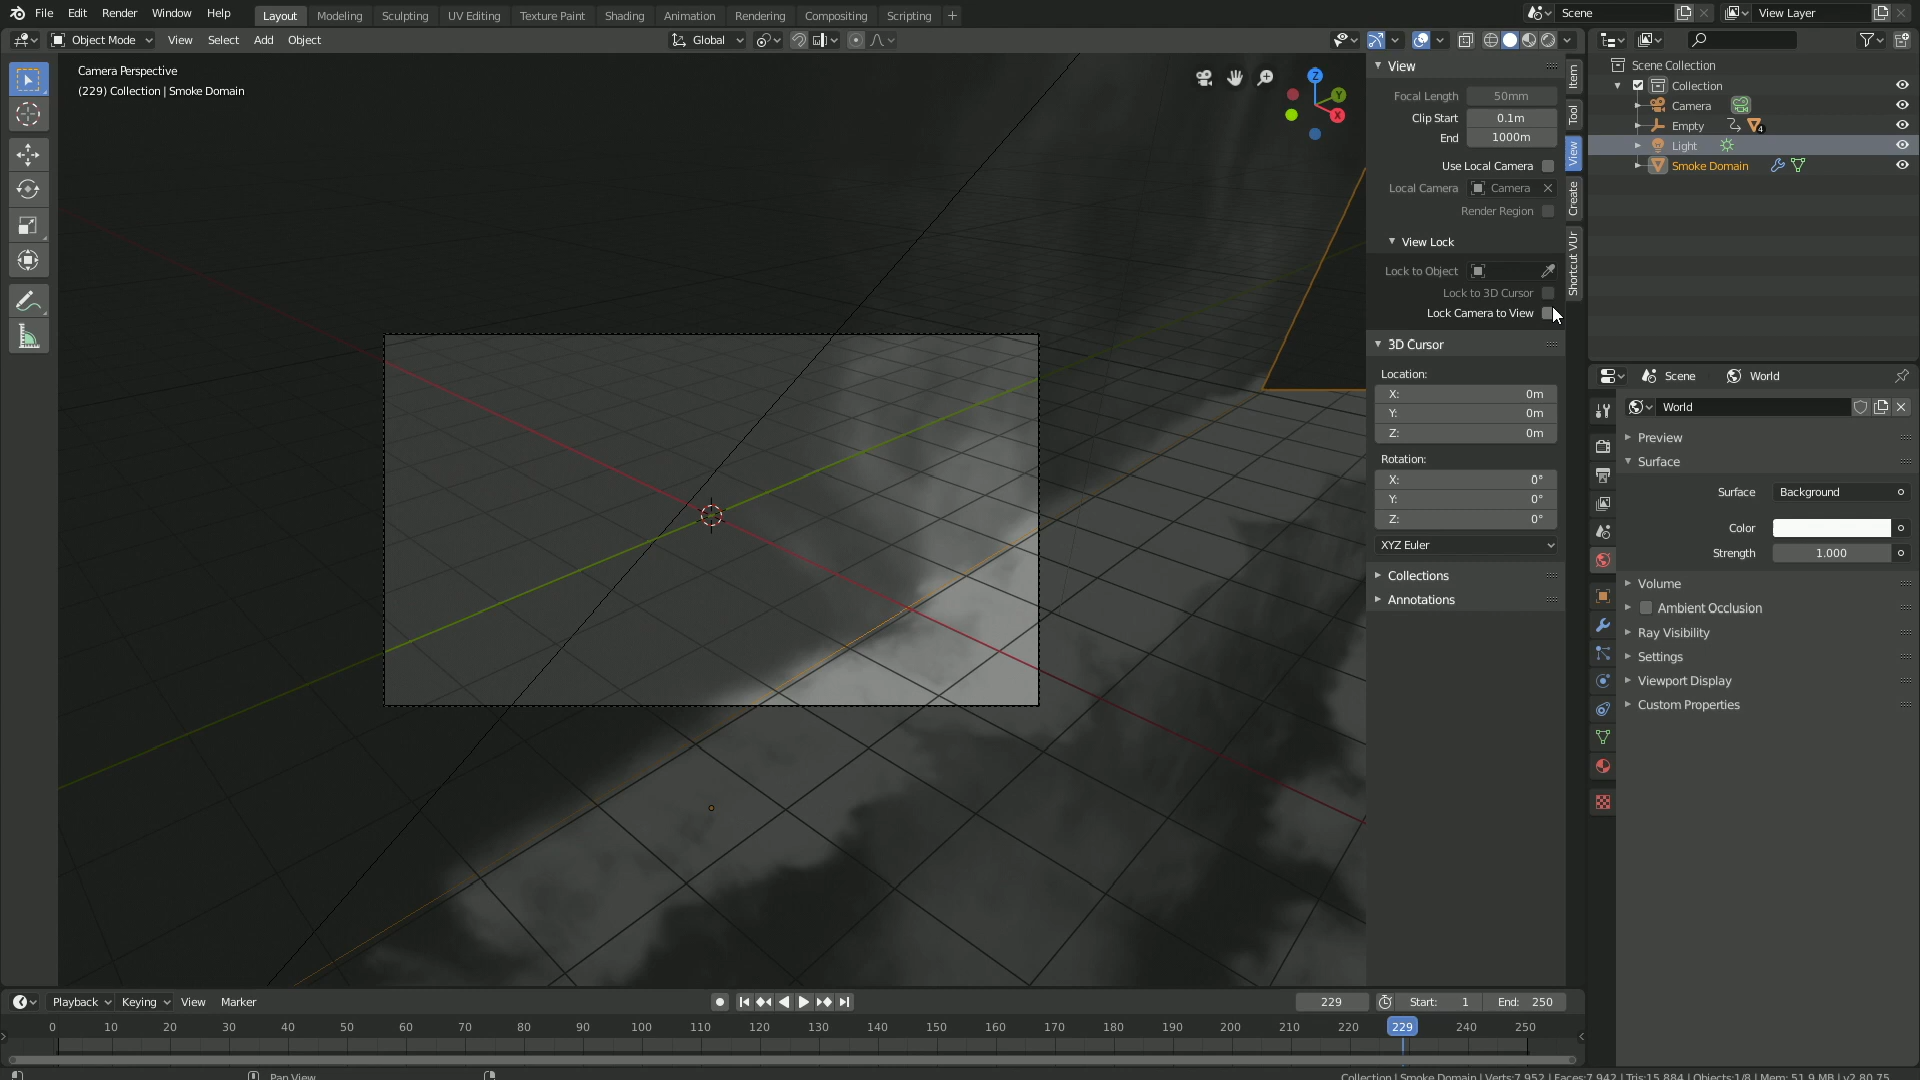 File Edit Render Window Help Layout Modeling Sculpting UV Editing Texture Paint Shading Animation Rendering Compositing Scripting + Scene View Layer
Object Mode View Select Add Object Global
Camera Perspective
(229) Collection | Smoke Domain
Z
Y
X
View
Focal Length 50mm
Clip Start 0.1m
End 1000m
Use Local Camera
Local Camera Camera
Render Region
View Lock
Lock to Object
Lock to 3D Cursor
Lock Camera to View
3D Cursor
Location:
X: 0m
Y: 0m
Z: 0m
Rotation:
X: 0°
Y: 0°
Z: 0°
XYZ Euler
Collections
Annotations
Item
Tool
View
Create
Shortcut VUr
Scene Collection
Collection
Camera
Empty 4
Light
Smoke Domain
Scene World
World
Preview
Surface
Surface Background
Color
Strength 1.000
Volume
Ambient Occlusion
Ray Visibility
Settings
Viewport Display
Custom Properties
Playback Keying View Marker 229 Start: 1 End: 250
0 10 20 30 40 50 60 70 80 90 100 110 120 130 140 150 160 170 180 190 200 210 220 229 240 250
Pan View Collection | Smoke Domain | Verts:7,952 | Faces:7,942 | Tris:15,884 | Objects:1/8 | Mem: 51.9 MB | v2.80.75